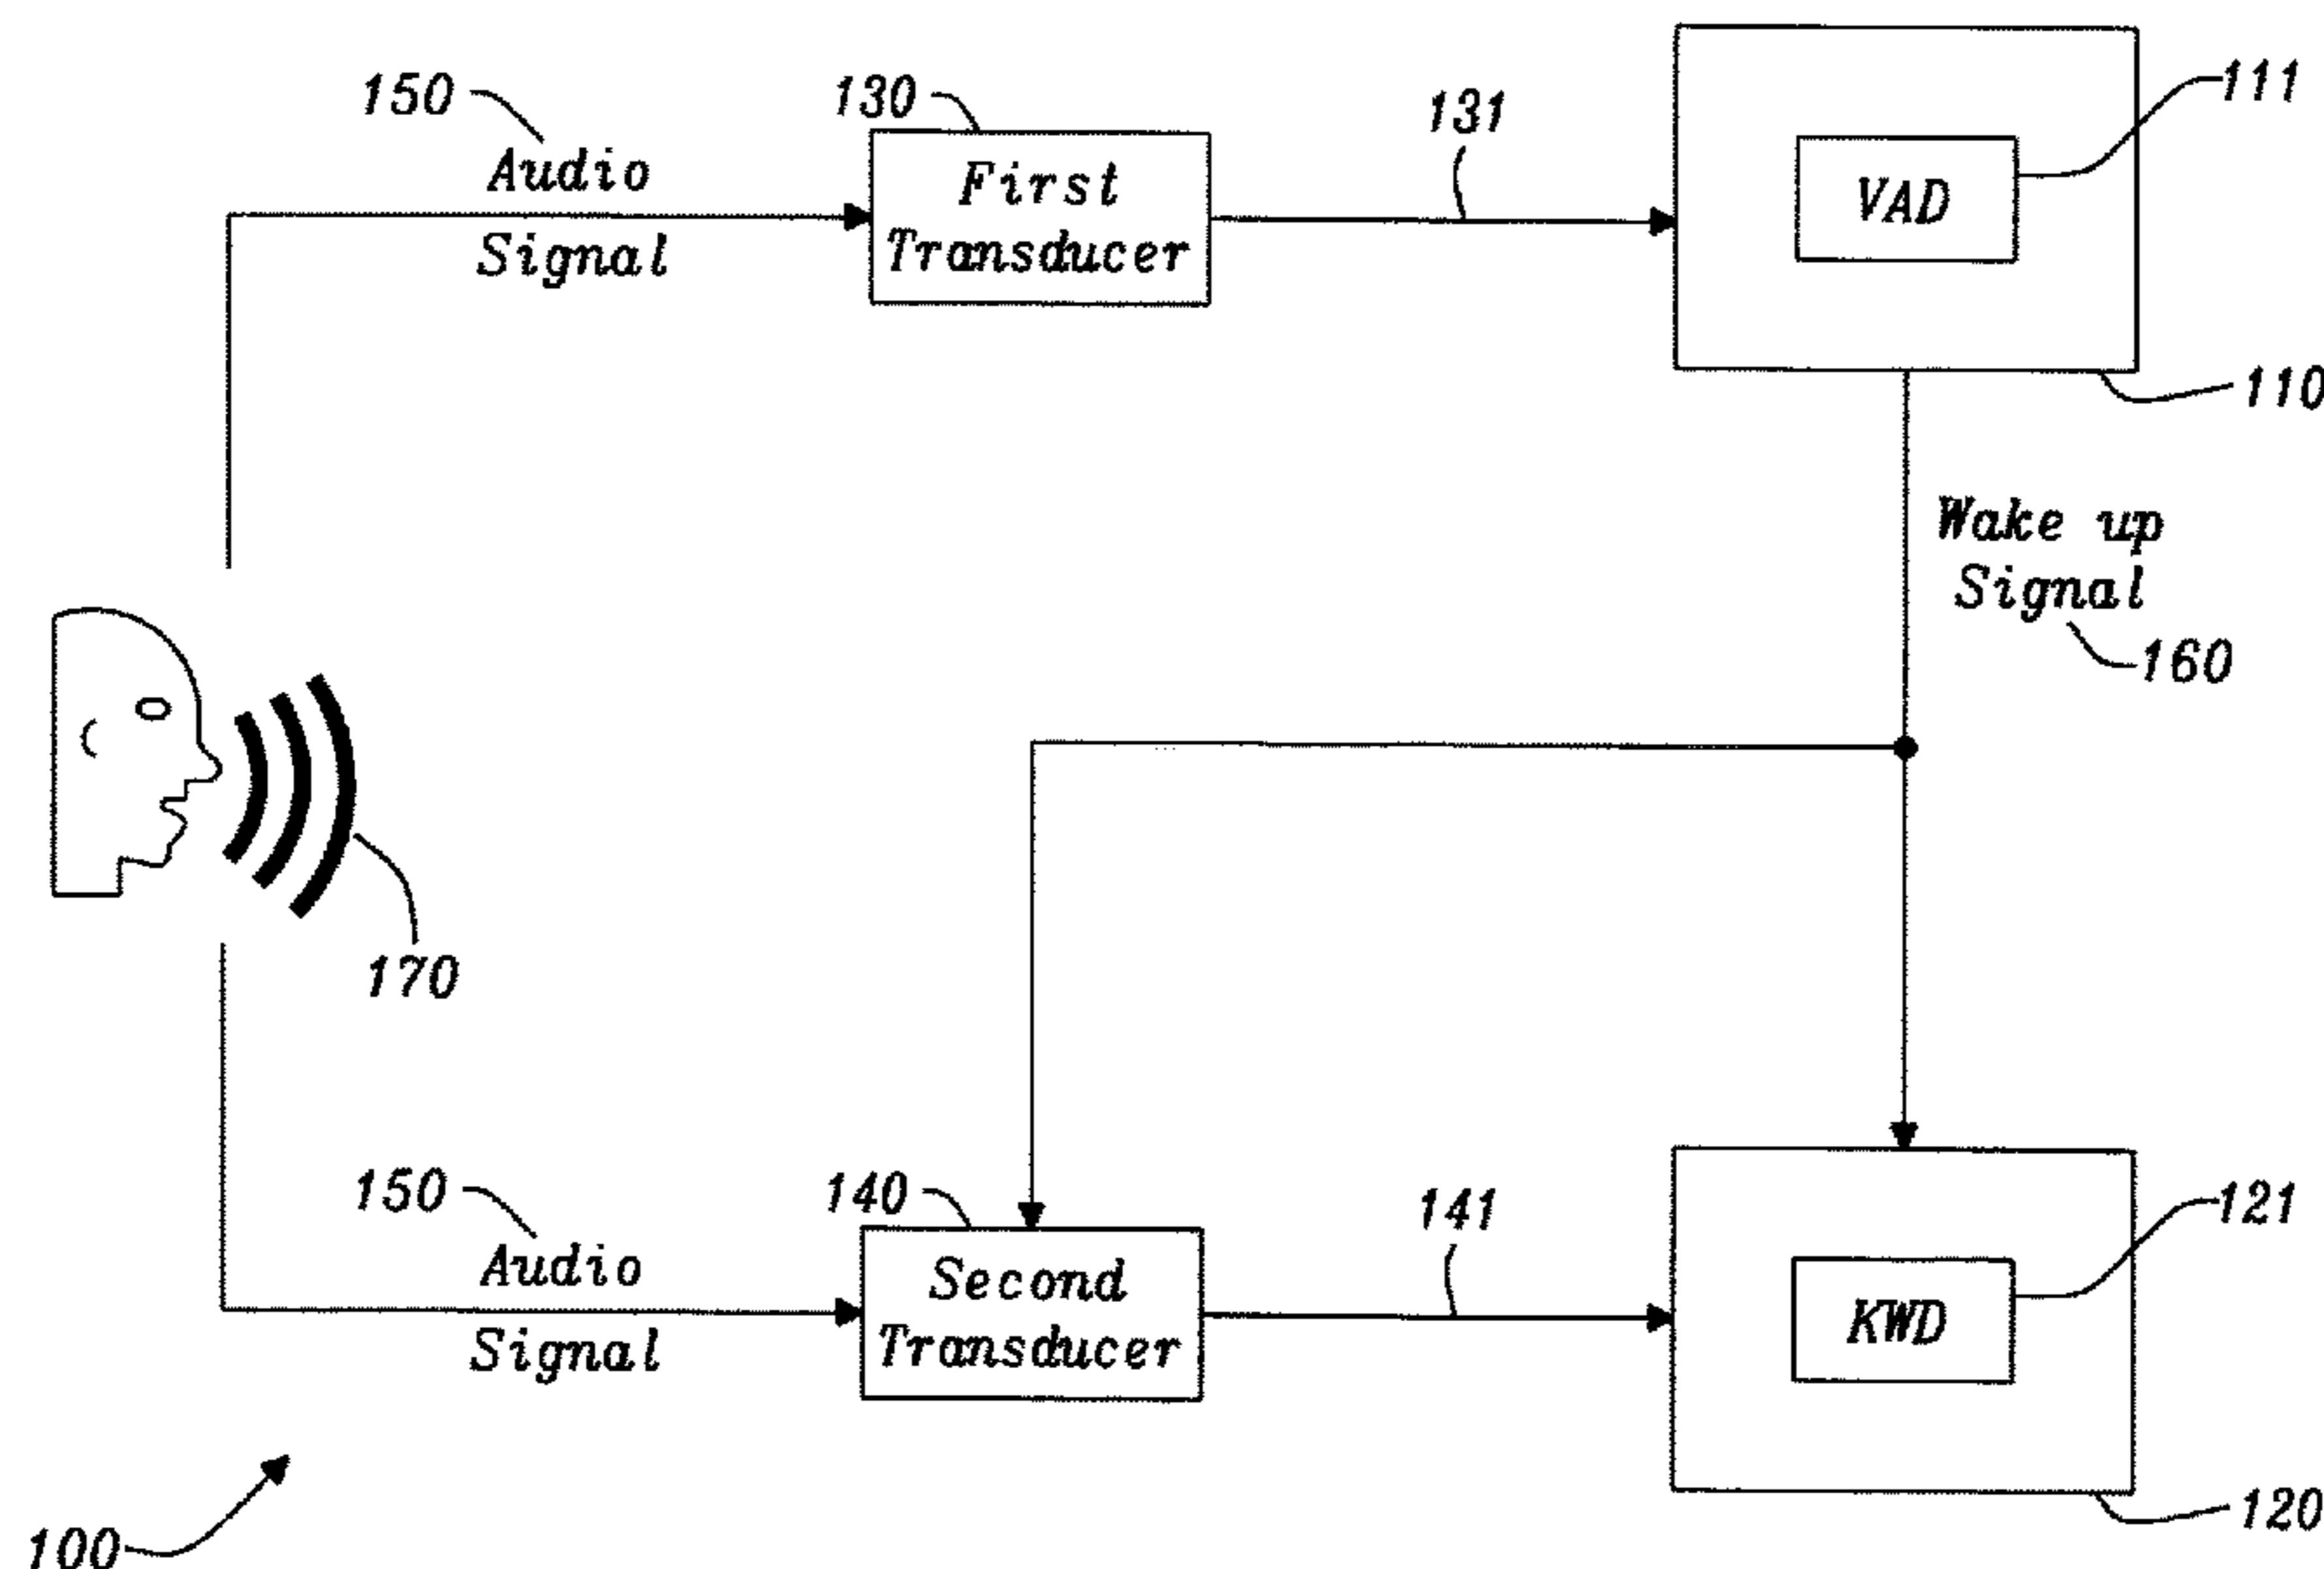 150
Audio
Signal
130
First
Transducer
131
VAD
111
110
Wake up
Signal
160
170
150
Audio
Signal
140
Second
Transducer
141
KWD
121
120
100